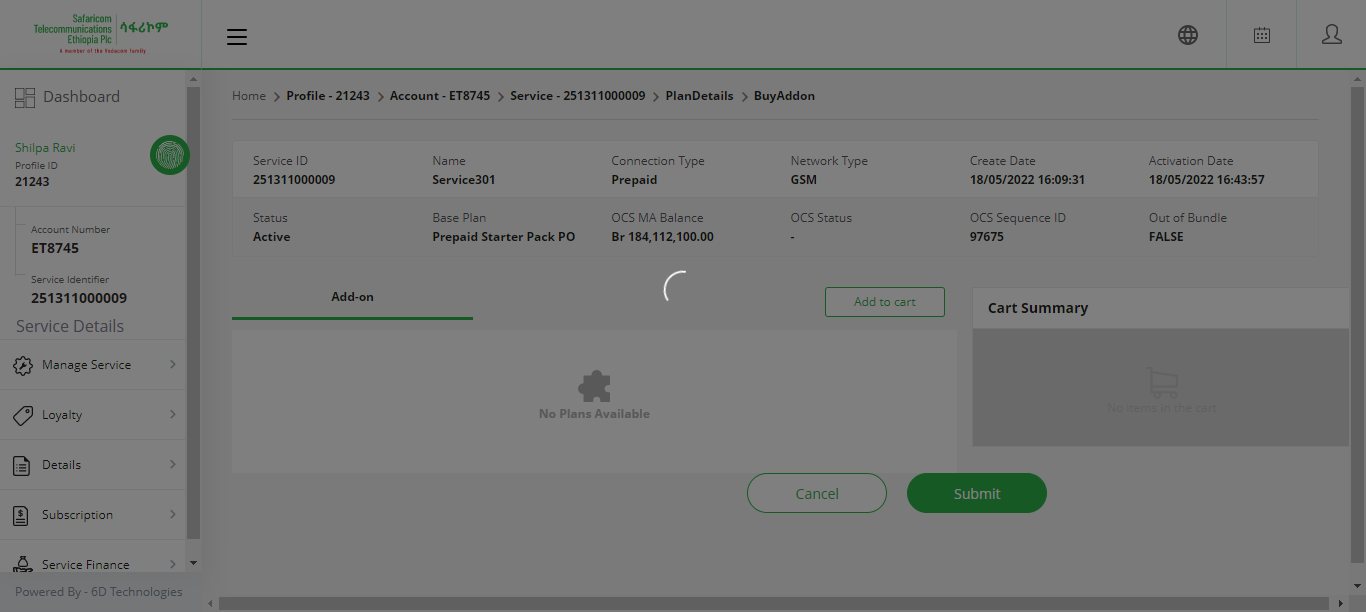 Safaricom
Telecommunications
Ethiopia Plc
ሳፋሪኮም
A member of the Vodacom family
Home > Profile - 21243 > Account - ET8745 > Service - 251311000009 > PlanDetails > BuyAddon
Dashboard
Shilpa Ravi
Profile ID
21243
Account Number
ET8745
Service Identifier
251311000009
Service Details
Manage Service
Loyalty
Details
Subscription
Service Finance
Powered By - 6D Technologies
Service ID Name Connection Type Network Type Create Date Activation Date
251311000009 Service301 Prepaid GSM 18/05/2022 16:09:31 18/05/2022 16:43:57
Status Base Plan OCS MA Balance OCS Status OCS Sequence ID Out of Bundle
Active Prepaid Starter Pack PO Br 184,112,100.00 - 97675 FALSE
Add-on
Add to cart
No Plans Available
Cart Summary
No items in the cart
Cancel
Submit